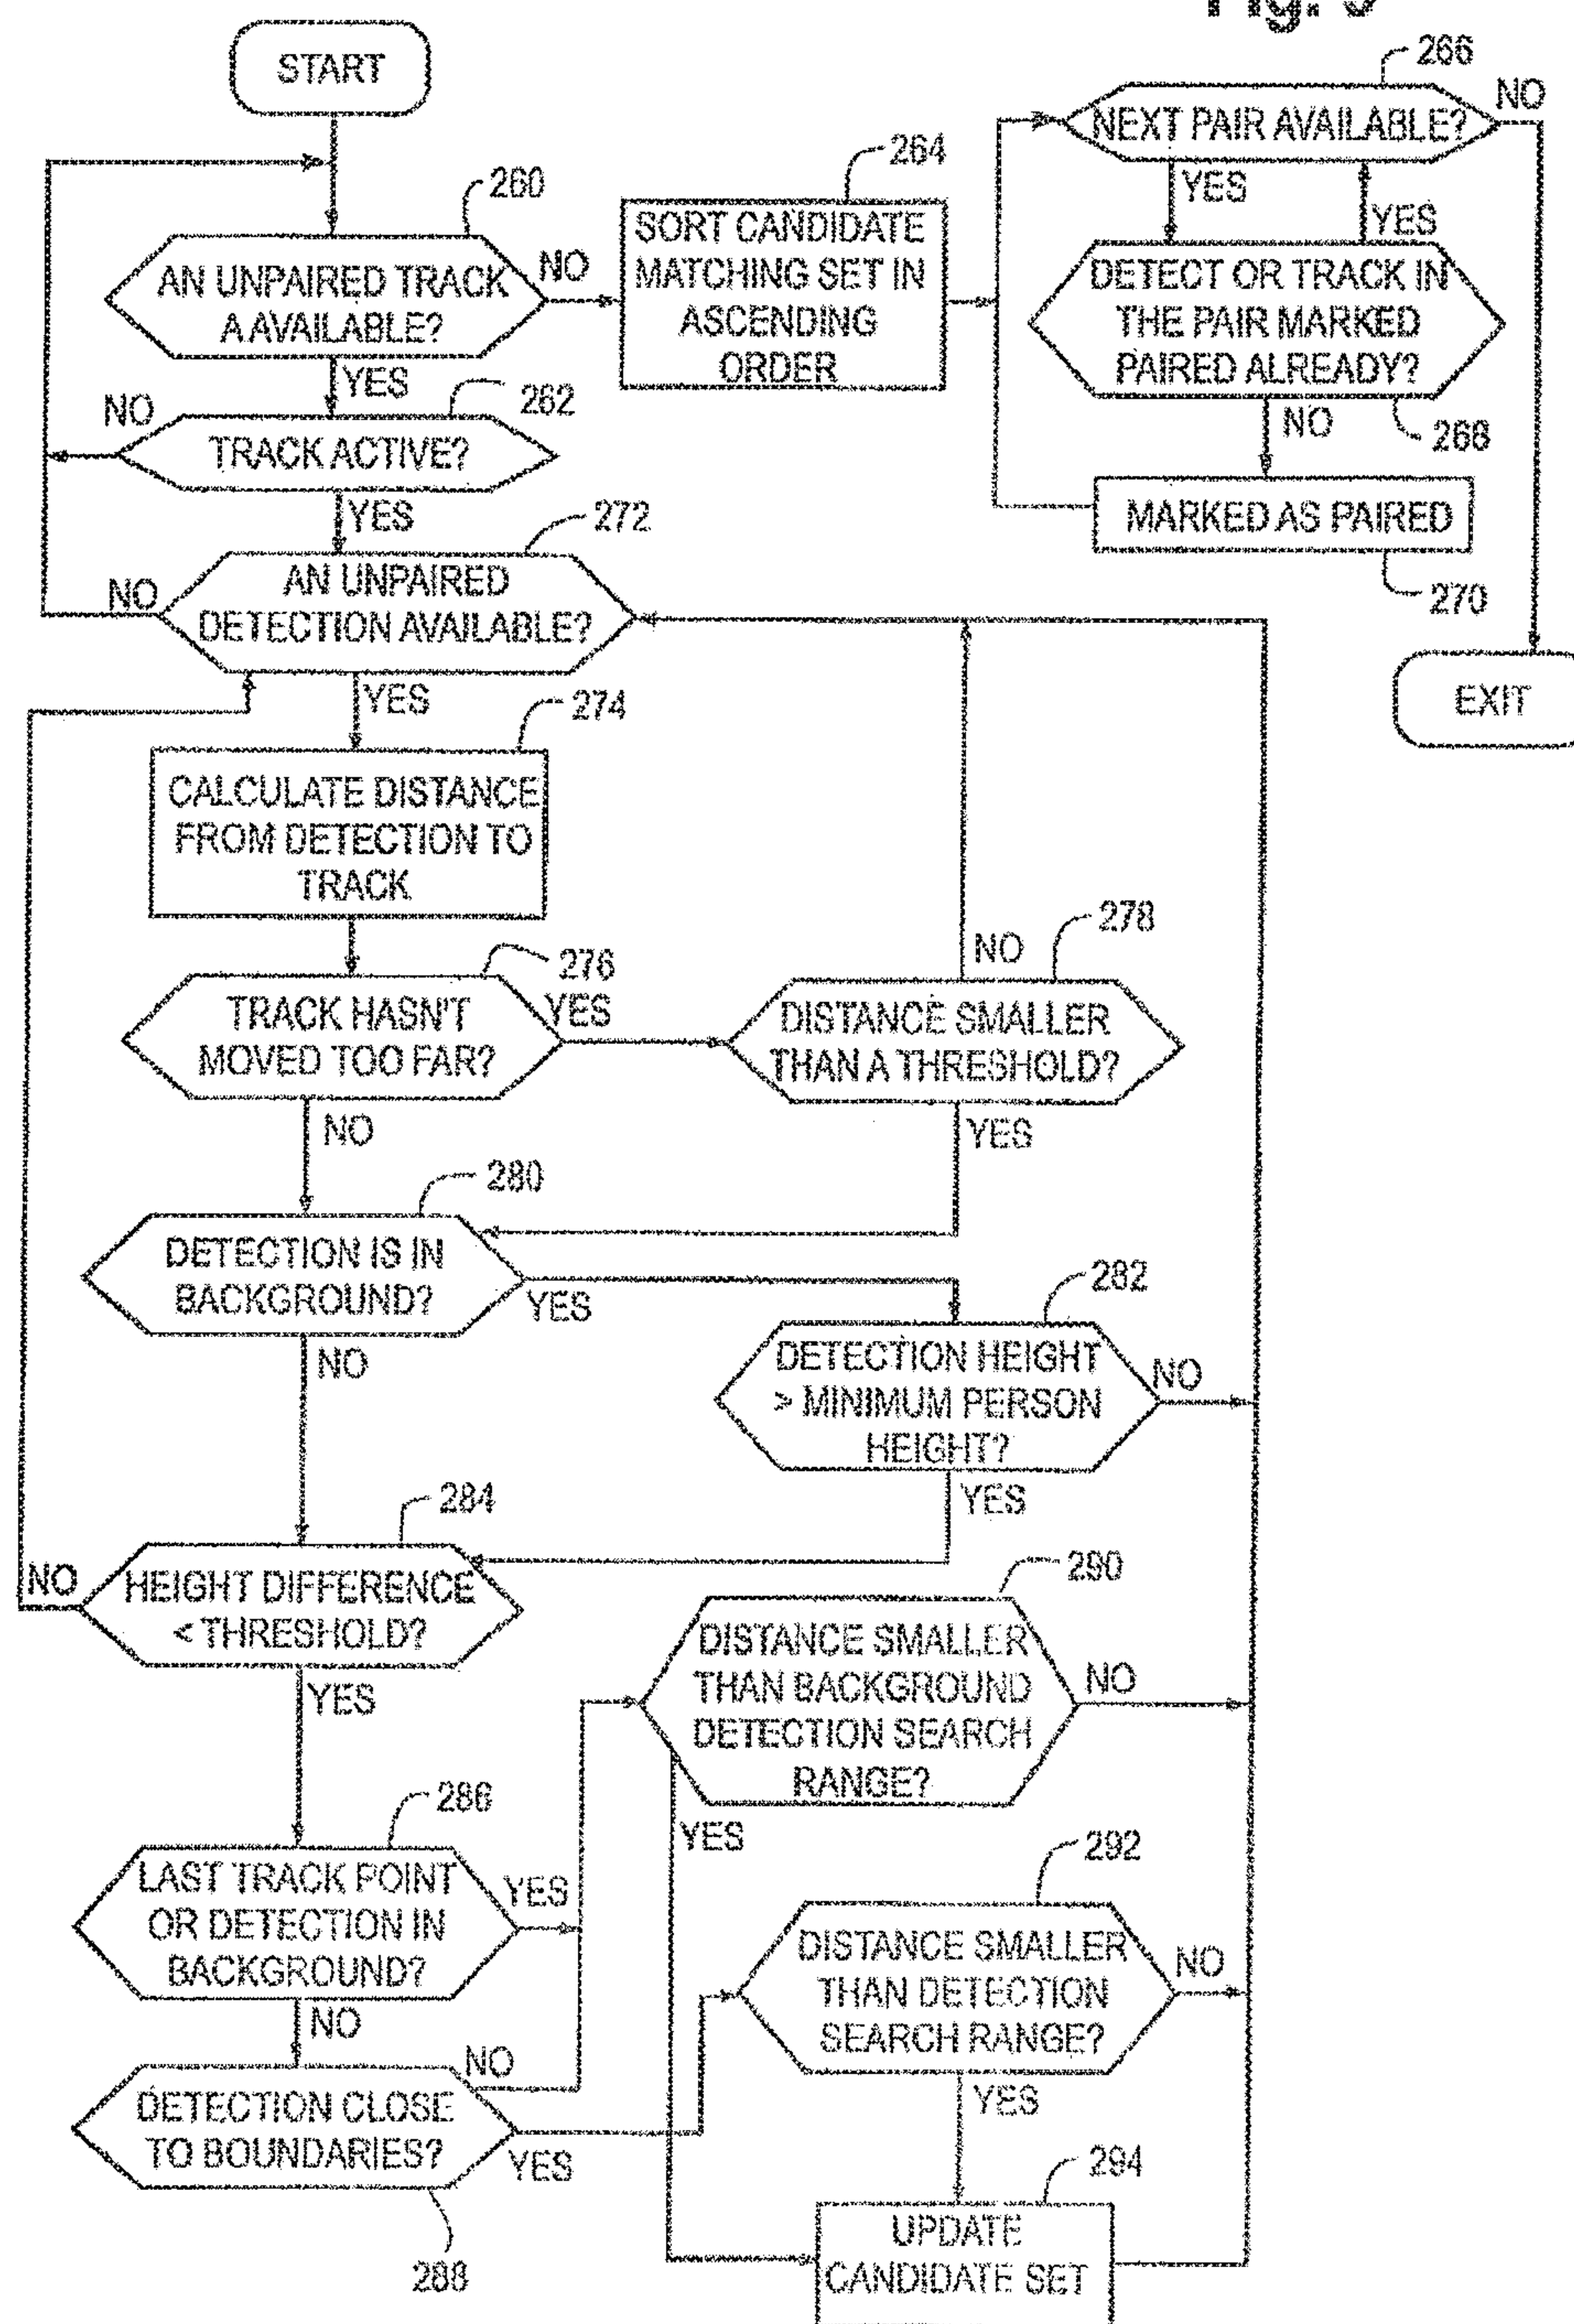 START
260
AN UNPAIRED TRACK
A AVAILABLE?
NO
YES
262
TRACK ACTIVE?
NO
YES
264
SORT CANDIDATE
MATCHING SET IN
ASCENDING
ORDER
266
NEXT PAIR AVAILABLE?
NO
YES
YES
DETECT OR TRACK IN
THE PAIR MARKED
PAIRED ALREADY?
268
NO
MARKED AS PAIRED
270
EXIT
272
AN UNPAIRED
DETECTION AVAILABLE?
NO
YES
274
CALCULATE DISTANCE
FROM DETECTION TO
TRACK
276
TRACK HASN'T
MOVED TOO FAR?
YES
NO
278
DISTANCE SMALLER
THAN A THRESHOLD?
NO
YES
280
DETECTION IS IN
BACKGROUND?
YES
NO
282
DETECTION HEIGHT
> MINIMUM PERSON
HEIGHT?
NO
YES
284
HEIGHT DIFFERENCE
< THRESHOLD?
NO
YES
290
DISTANCE SMALLER
THAN BACKGROUND
DETECTION SEARCH
RANGE?
NO
YES
286
LAST TRACK POINT
OR DETECTION IN
BACKGROUND?
YES
NO
292
DISTANCE SMALLER
THAN DETECTION
SEARCH RANGE?
NO
YES
DETECTION CLOSE
TO BOUNDARIES?
NO
YES
288
294
UPDATE
CANDIDATE SET